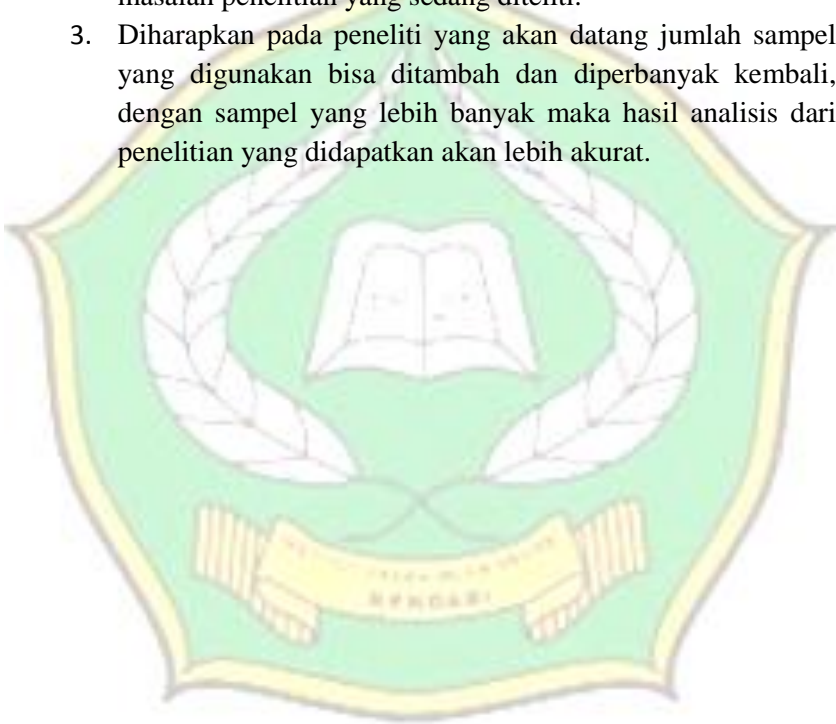 masalah penelitian yang sedang diteliti.
3. Diharapkan pada peneliti yang akan datang jumlah sampel
yang digunakan bisa ditambah dan diperbanyak kembali,
dengan sampel yang lebih banyak maka hasil analisis dari
penelitian yang didapatkan akan lebih akurat.
KENDARI